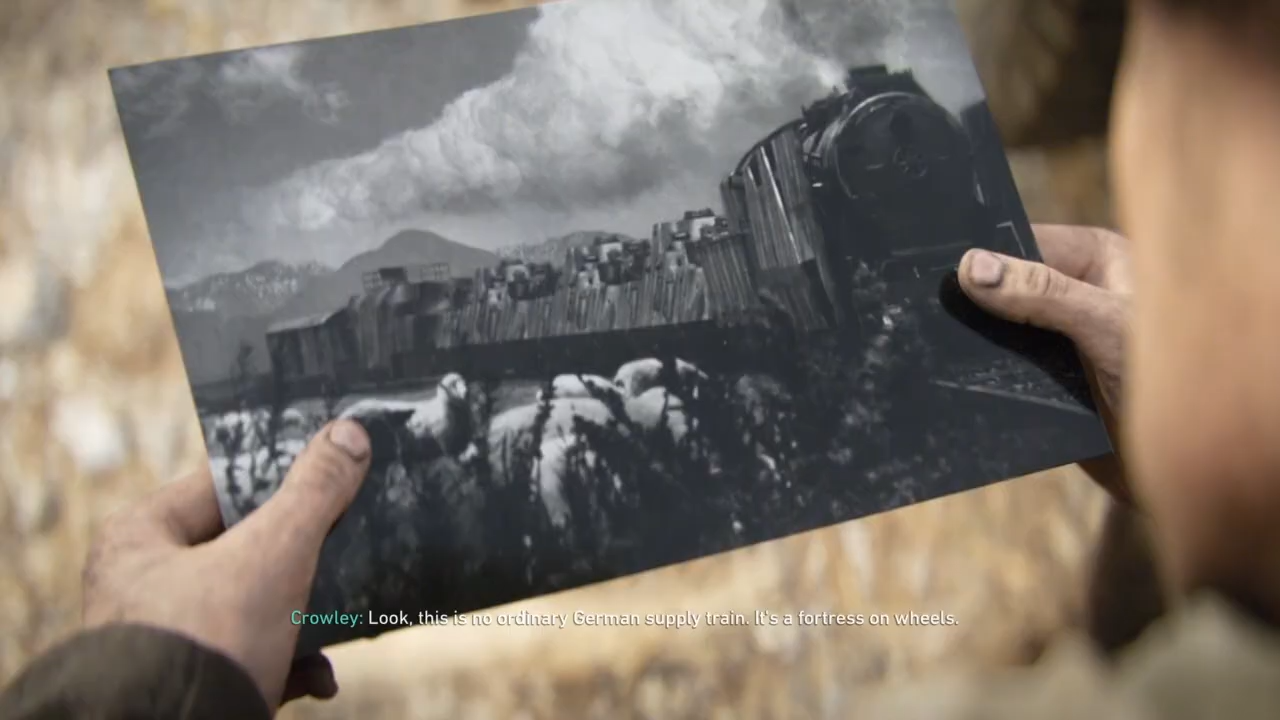 Crowley: Look, this is no ordinary German supply train. It's a fortress on wheels.